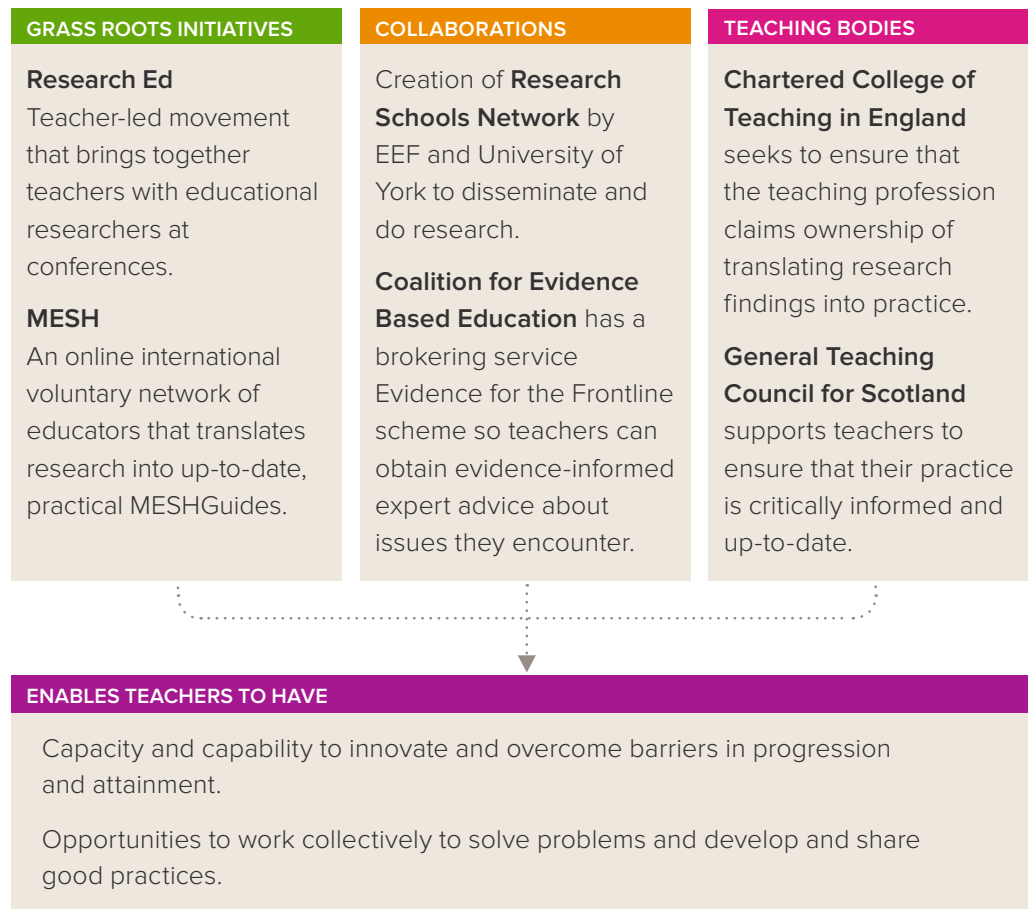 GRASS ROOTS INITIATIVES
Research Ed
Teacher-led movement
that brings together
teachers with educational
researchers at
conferences.
MESH
An online international
voluntary network of
educators that translates
research into up-to-date,
practical MESHGuides.
COLLABORATIONS
Creation of Research
Schools Network by
EEF and University of
York to disseminate and
do research.
Coalition for Evidence
Based Education has a
brokering service
Evidence for the Frontline
scheme so teachers can
obtain evidence-informed
expert advice about
issues they encounter.
TEACHING BODIES
Chartered College of
Teaching in England
seeks to ensure that
the teaching profession
claims ownership of
translating research
findings into practice.
General Teaching
Council for Scotland
supports teachers to
ensure that their practice
is critically informed and
up-to-date.
ENABLES TEACHERS TO HAVE
Capacity and capability to innovate and overcome barriers in progression
and attainment.
Opportunities to work collectively to solve problems and develop and share
good practices.